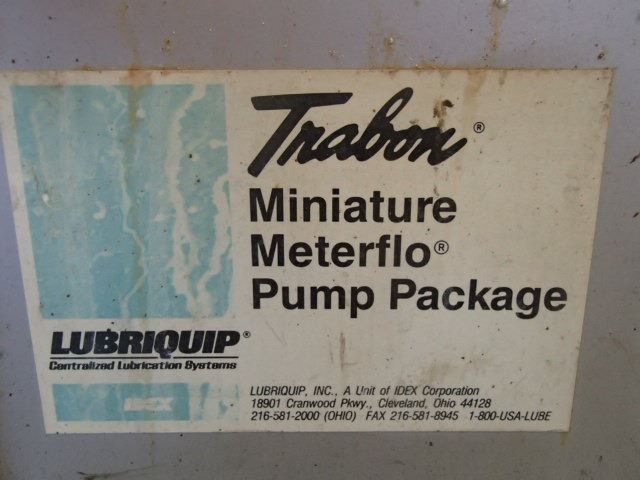 Trabon®
Miniature
Meterflo®
Pump Package
LUBRIQUIP®
Centralized Lubrication Systems
IDEX
LUBRIQUIP, INC., A Unit of IDEX Corporation
18901 Cranwood Pkwy., Cleveland, Ohio 44128
216-581-2000 (OHIO) FAX 216-581-8945 1-800-USA-LUBE